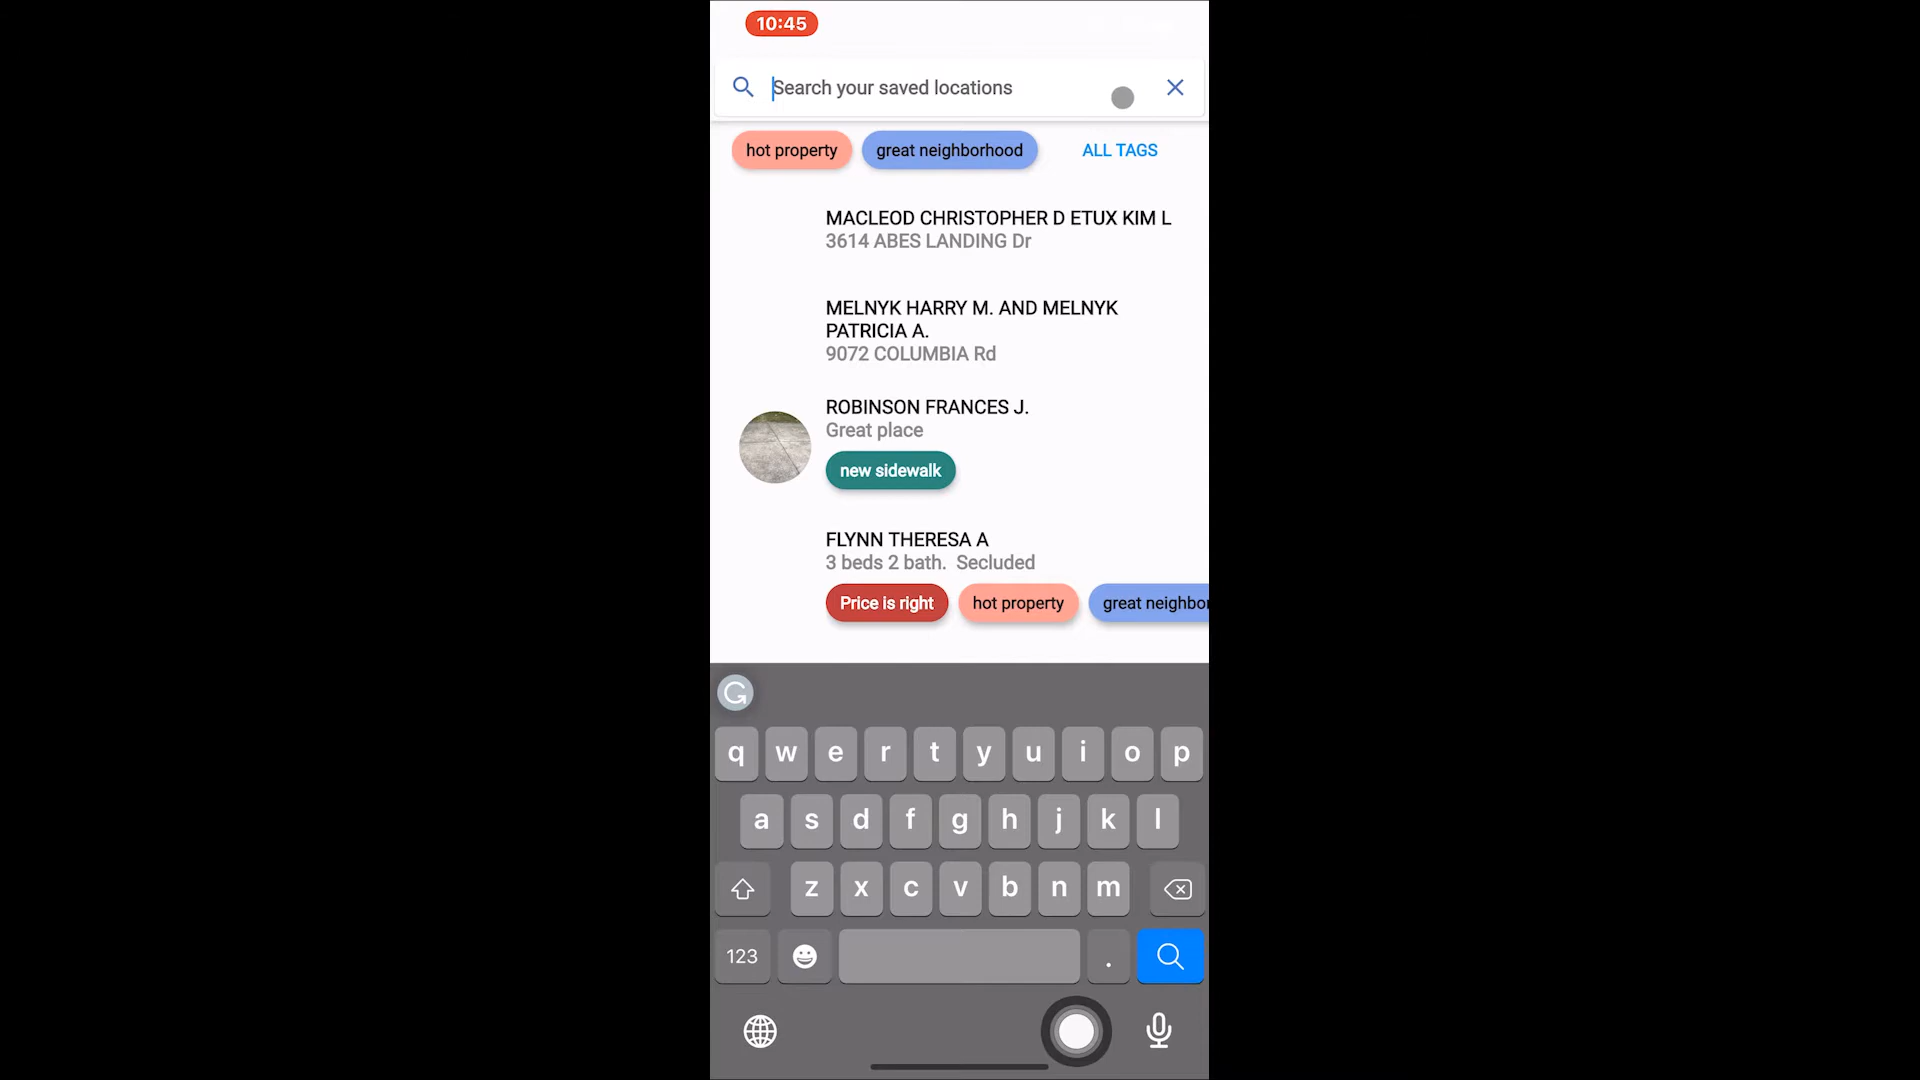 10:45
Search your saved locations
hot property
great neighborhood
ALL TAGS
MACLEOD CHRISTOPHER D ETUX KIM L
3614 ABES LANDING Dr
MELNYK HARRY M. AND MELNYK
PATRICIA A.
9072 COLUMBIA Rd
ROBINSON FRANCES J.
Great place
new sidewalk
FLYNN THERESA A
3 beds 2 bath.  Secluded
Price is right
hot property
great neighbor
G
q w e r t y u i o p
a s d f g h j k l
z x c v b n m
123
.